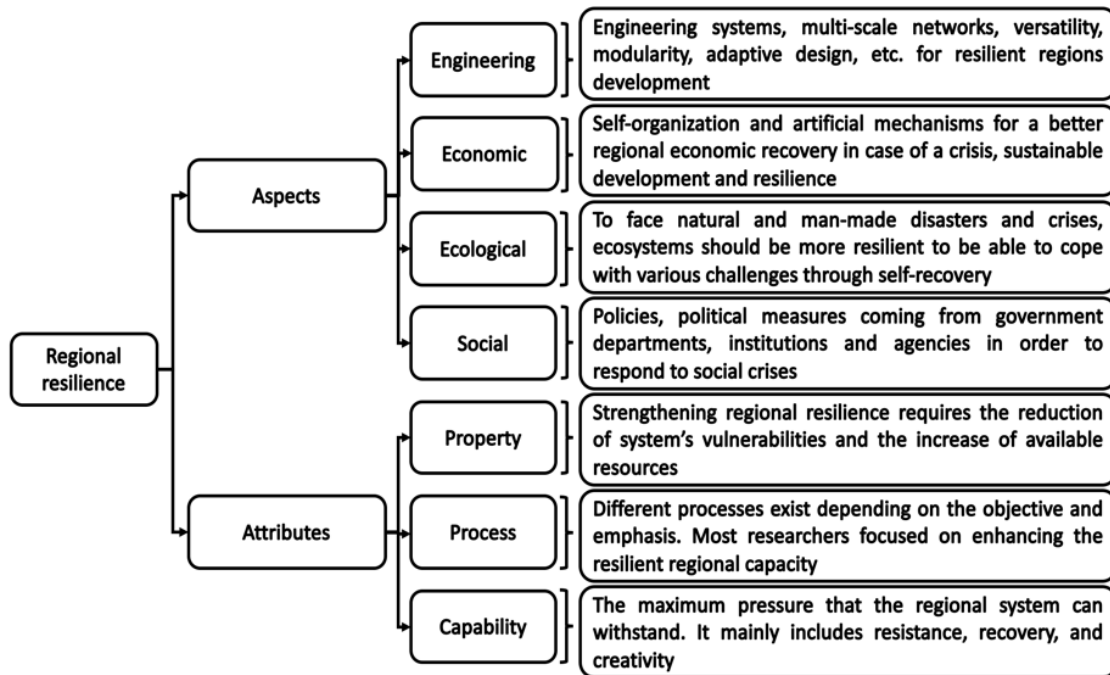 Regional
resilience
Aspects
Engineering
Engineering systems, multi-scale networks, versatility,
modularity, adaptive design, etc. for resilient regions
development
Economic
Self-organization and artificial mechanisms for a better
regional economic recovery in case of a crisis, sustainable
development and resilience
Ecological
To face natural and man-made disasters and crises,
ecosystems should be more resilient to be able to cope
with various challenges through self-recovery
Social
Policies, political measures coming from government
departments, institutions and agencies in order to
respond to social crises
Attributes
Property
Strengthening regional resilience requires the reduction
of system’s vulnerabilities and the increase of available
resources
Process
Different processes exist depending on the objective and
emphasis. Most researchers focused on enhancing the
resilient regional capacity
Capability
The maximum pressure that the regional system can
withstand. It mainly includes resistance, recovery, and
creativity